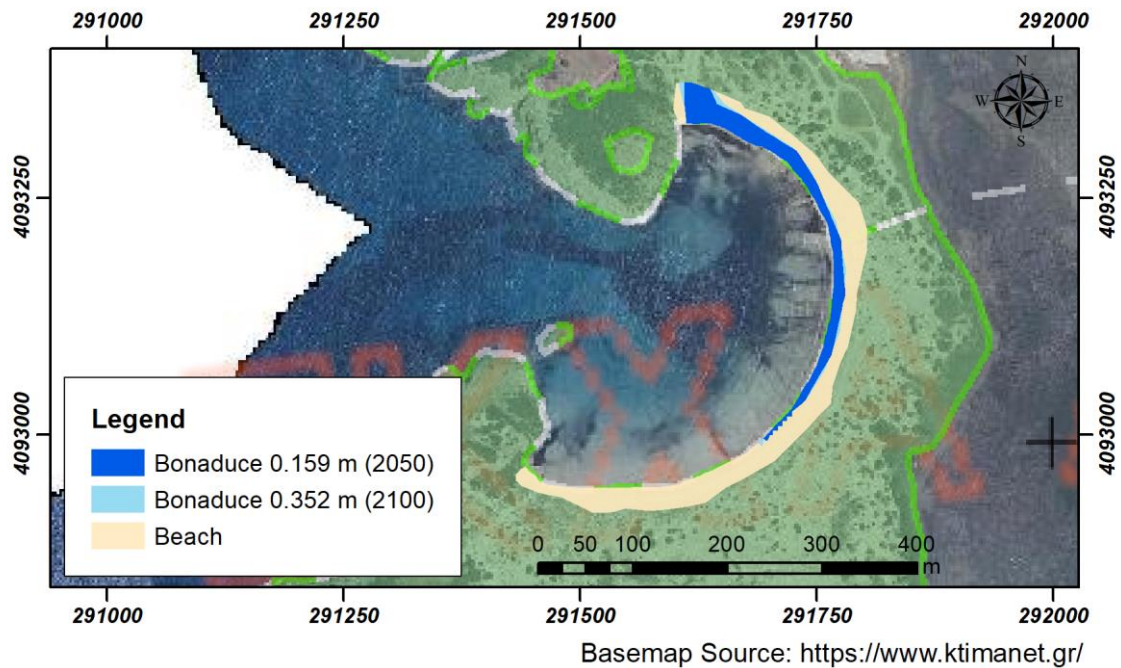 291000 291250 291500 291750 292000
N
W E
S
4093250 4093250
4093000 4093000
Legend
Bonaduce 0.159 m (2050)
Bonaduce 0.352 m (2100)
Beach
0 50 100 200 300 400
m
291000 291250 291500 291750 292000
Basemap Source: https://www.ktimanet.gr/